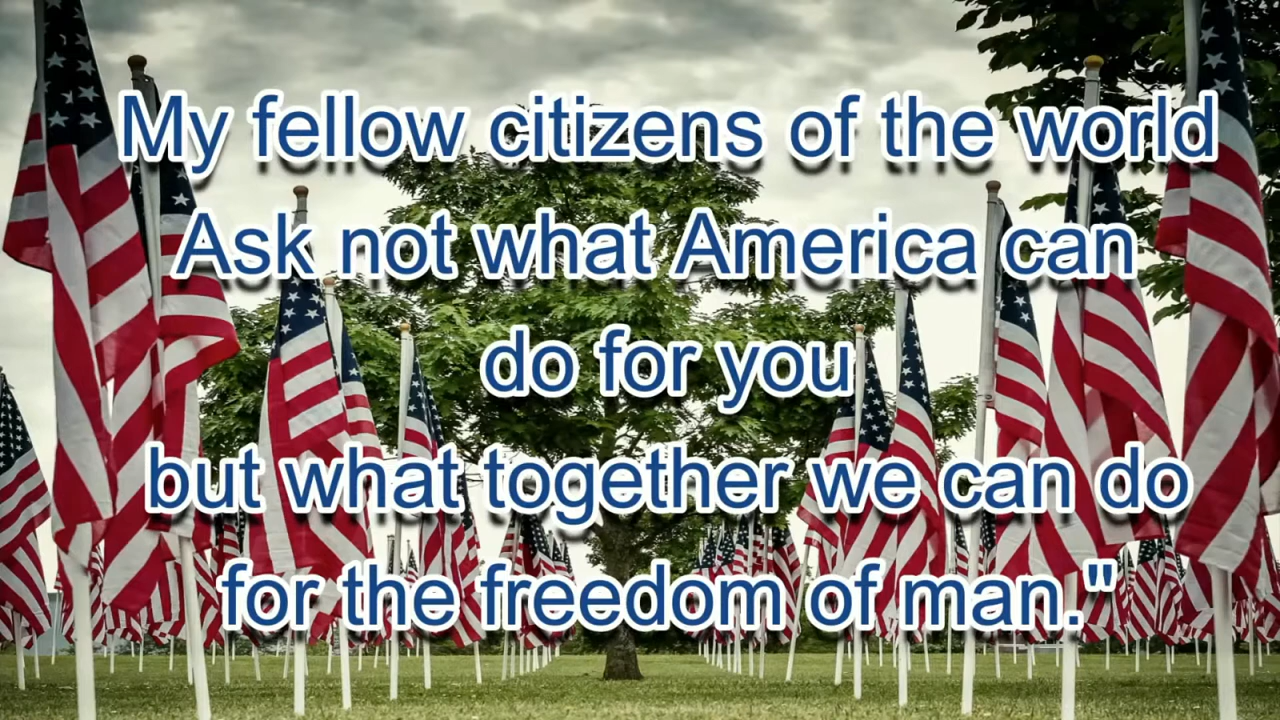 My fellow citizens of the world
Ask not what America can
do for you
but what together we can do
for the freedom of man."